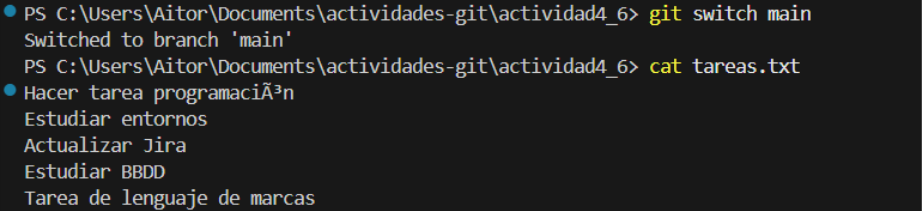 PS C:\Users\Aitor\Documents\actividades-git\actividad4_6> git switch main
Switched to branch 'main'
PS C:\Users\Aitor\Documents\actividades-git\actividad4_6> cat tareas.txt
Hacer tarea programaciÃ³n
Estudiar entornos
Actualizar Jira
Estudiar BBDD
Tarea de lenguaje de marcas